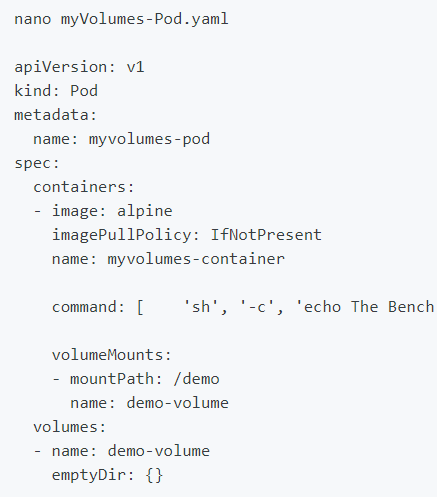 nano myVolumes-Pod.yaml

apiVersion: v1
kind: Pod
metadata:
  name: myvolumes-pod
spec:
  containers:
  - image: alpine
    imagePullPolicy: IfNotPresent
    name: myvolumes-container

    command: [    'sh', '-c', 'echo The Bench

    volumeMounts:
    - mountPath: /demo
      name: demo-volume
  volumes:
  - name: demo-volume
    emptyDir: {}